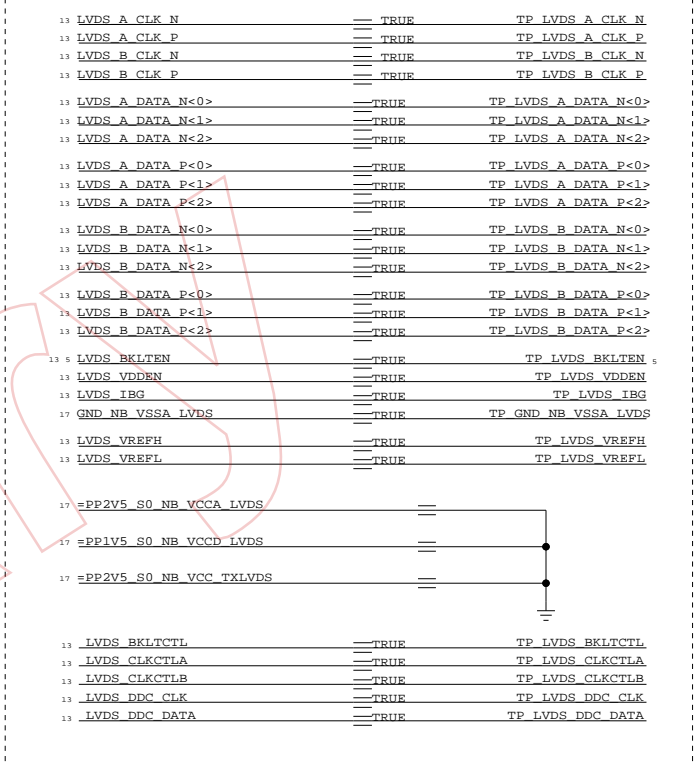 13 LVDS_A_CLK_N TRUE TP_LVDS_A_CLK_N
13 LVDS_A_CLK_P TRUE TP_LVDS_A_CLK_P
13 LVDS_B_CLK_N TRUE TP_LVDS_B_CLK_N
13 LVDS_B_CLK_P TRUE TP_LVDS_B_CLK_P
13 LVDS_A_DATA_N<0> TRUE TP_LVDS_A_DATA_N<0>
13 LVDS_A_DATA_N<1> TRUE TP_LVDS_A_DATA_N<1>
13 LVDS_A_DATA_N<2> TRUE TP_LVDS_A_DATA_N<2>
13 LVDS_A_DATA_P<0> TRUE TP_LVDS_A_DATA_P<0>
13 LVDS_A_DATA_P<1> TRUE TP_LVDS_A_DATA_P<1>
13 LVDS_A_DATA_P<2> TRUE TP_LVDS_A_DATA_P<2>
13 LVDS_B_DATA_N<0> TRUE TP_LVDS_B_DATA_N<0>
13 LVDS_B_DATA_N<1> TRUE TP_LVDS_B_DATA_N<1>
13 LVDS_B_DATA_N<2> TRUE TP_LVDS_B_DATA_N<2>
13 LVDS_B_DATA_P<0> TRUE TP_LVDS_B_DATA_P<0>
13 LVDS_B_DATA_P<1> TRUE TP_LVDS_B_DATA_P<1>
13 LVDS_B_DATA_P<2> TRUE TP_LVDS_B_DATA_P<2>
13 5 LVDS_BKLTEN TRUE TP_LVDS_BKLTEN 5
13 LVDS_VDDEN TRUE TP_LVDS_VDDEN
13 LVDS_IBG TRUE TP_LVDS_IBG
17 GND_NB_VSSA_LVDS TRUE TP_GND_NB_VSSA_LVDS
13 LVDS_VREFH TRUE TP_LVDS_VREFH
13 LVDS_VREFL TRUE TP_LVDS_VREFL
17 =PP2V5_S0_NB_VCCA_LVDS
17 =PP1V5_S0_NB_VCCD_LVDS
17 =PP2V5_S0_NB_VCC_TXLVDS
13 LVDS_BKLTCTL TRUE TP_LVDS_BKLTCTL
13 LVDS_CLKCTLA TRUE TP_LVDS_CLKCTLA
13 LVDS_CLKCTLB TRUE TP_LVDS_CLKCTLB
13 LVDS_DDC_CLK TRUE TP_LVDS_DDC_CLK
13 LVDS_DDC_DATA TRUE TP_LVDS_DDC_DATA